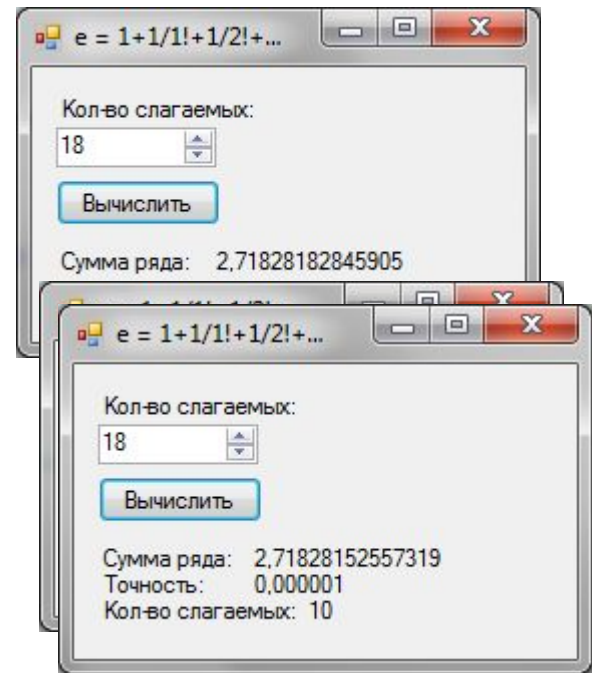 e = 1+1/1!+1/2!+...
Кол-во слагаемых:
18
Вычислить
Сумма ряда: 2,71828182845905
e = 1+1/1!+1/2!+...
Кол-во слагаемых:
18
Вычислить
Сумма ряда: 2,71828152557319
Точность: 0,000001
Кол-во слагаемых: 10